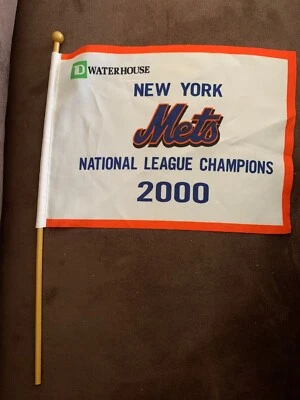 TD WATERHOUSE
NEW YORK
Mets
NATIONAL LEAGUE CHAMPIONS
2000